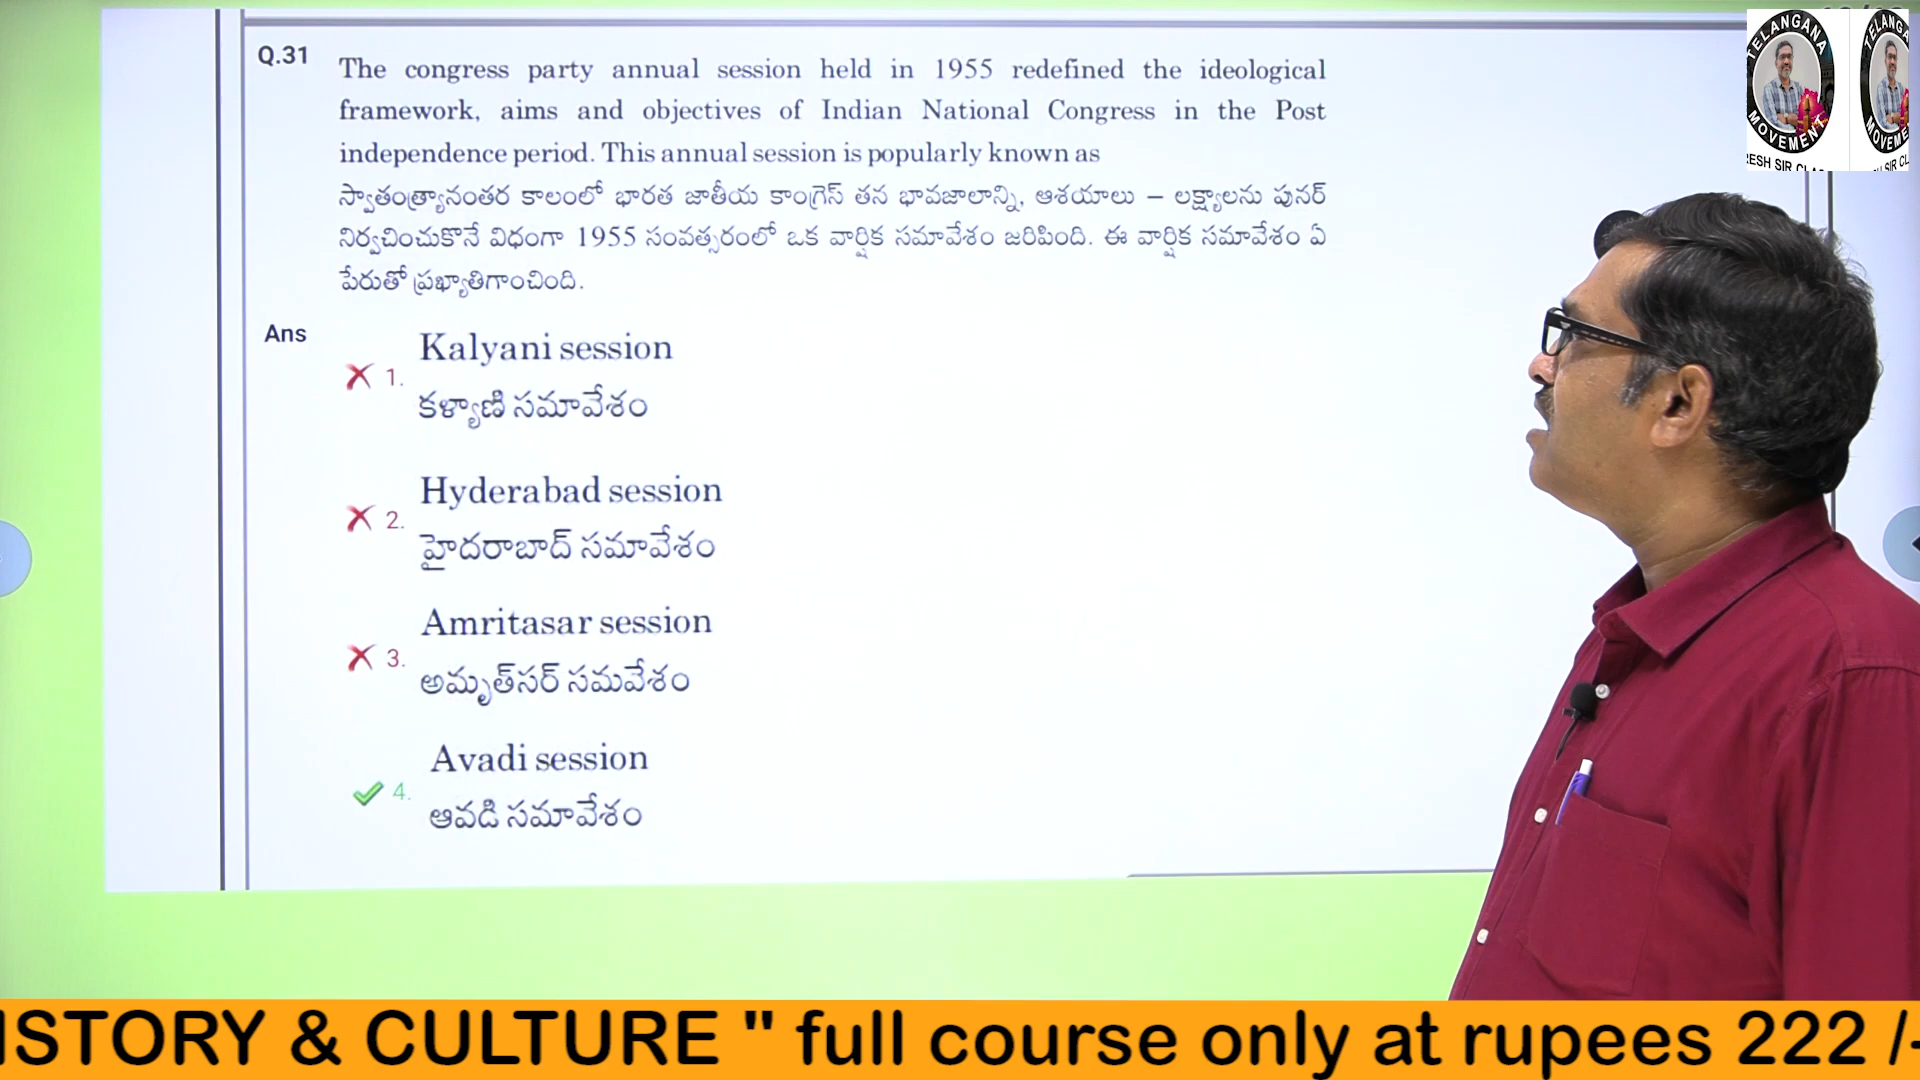 Q.31
The congress party annual session held in 1955 redefined the ideological
framework, aims and objectives of Indian National Congress in the Post
independence period. This annual session is popularly known as
స్వాతంత్ర్యానంతర కాలంలో భారత జాతీయ కాంగ్రెస్ తన భావజాలాన్ని, ఆశయాలు – లక్ష్యాలను పునర్
నిర్వచించుకొనే విధంగా 1955 సంవత్సరంలో ఒక వార్షిక సమావేశం జరిపింది. ఈ వార్షిక సమావేశం ఏ
పేరుతో ప్రఖ్యాతిగాంచింది.
Ans
Kalyani session
1.
కళ్యాణి సమావేశం
Hyderabad session
2.
హైదరాబాద్ సమావేశం
Amritasar session
3.
అమృత్‌సర్ సమవేశం
Avadi session
4.
ఆవడి సమావేశం
TELANGANA
MOVEMENT
RESH SIR CLA
ISTORY & CULTURE " full course only at rupees 222 /-